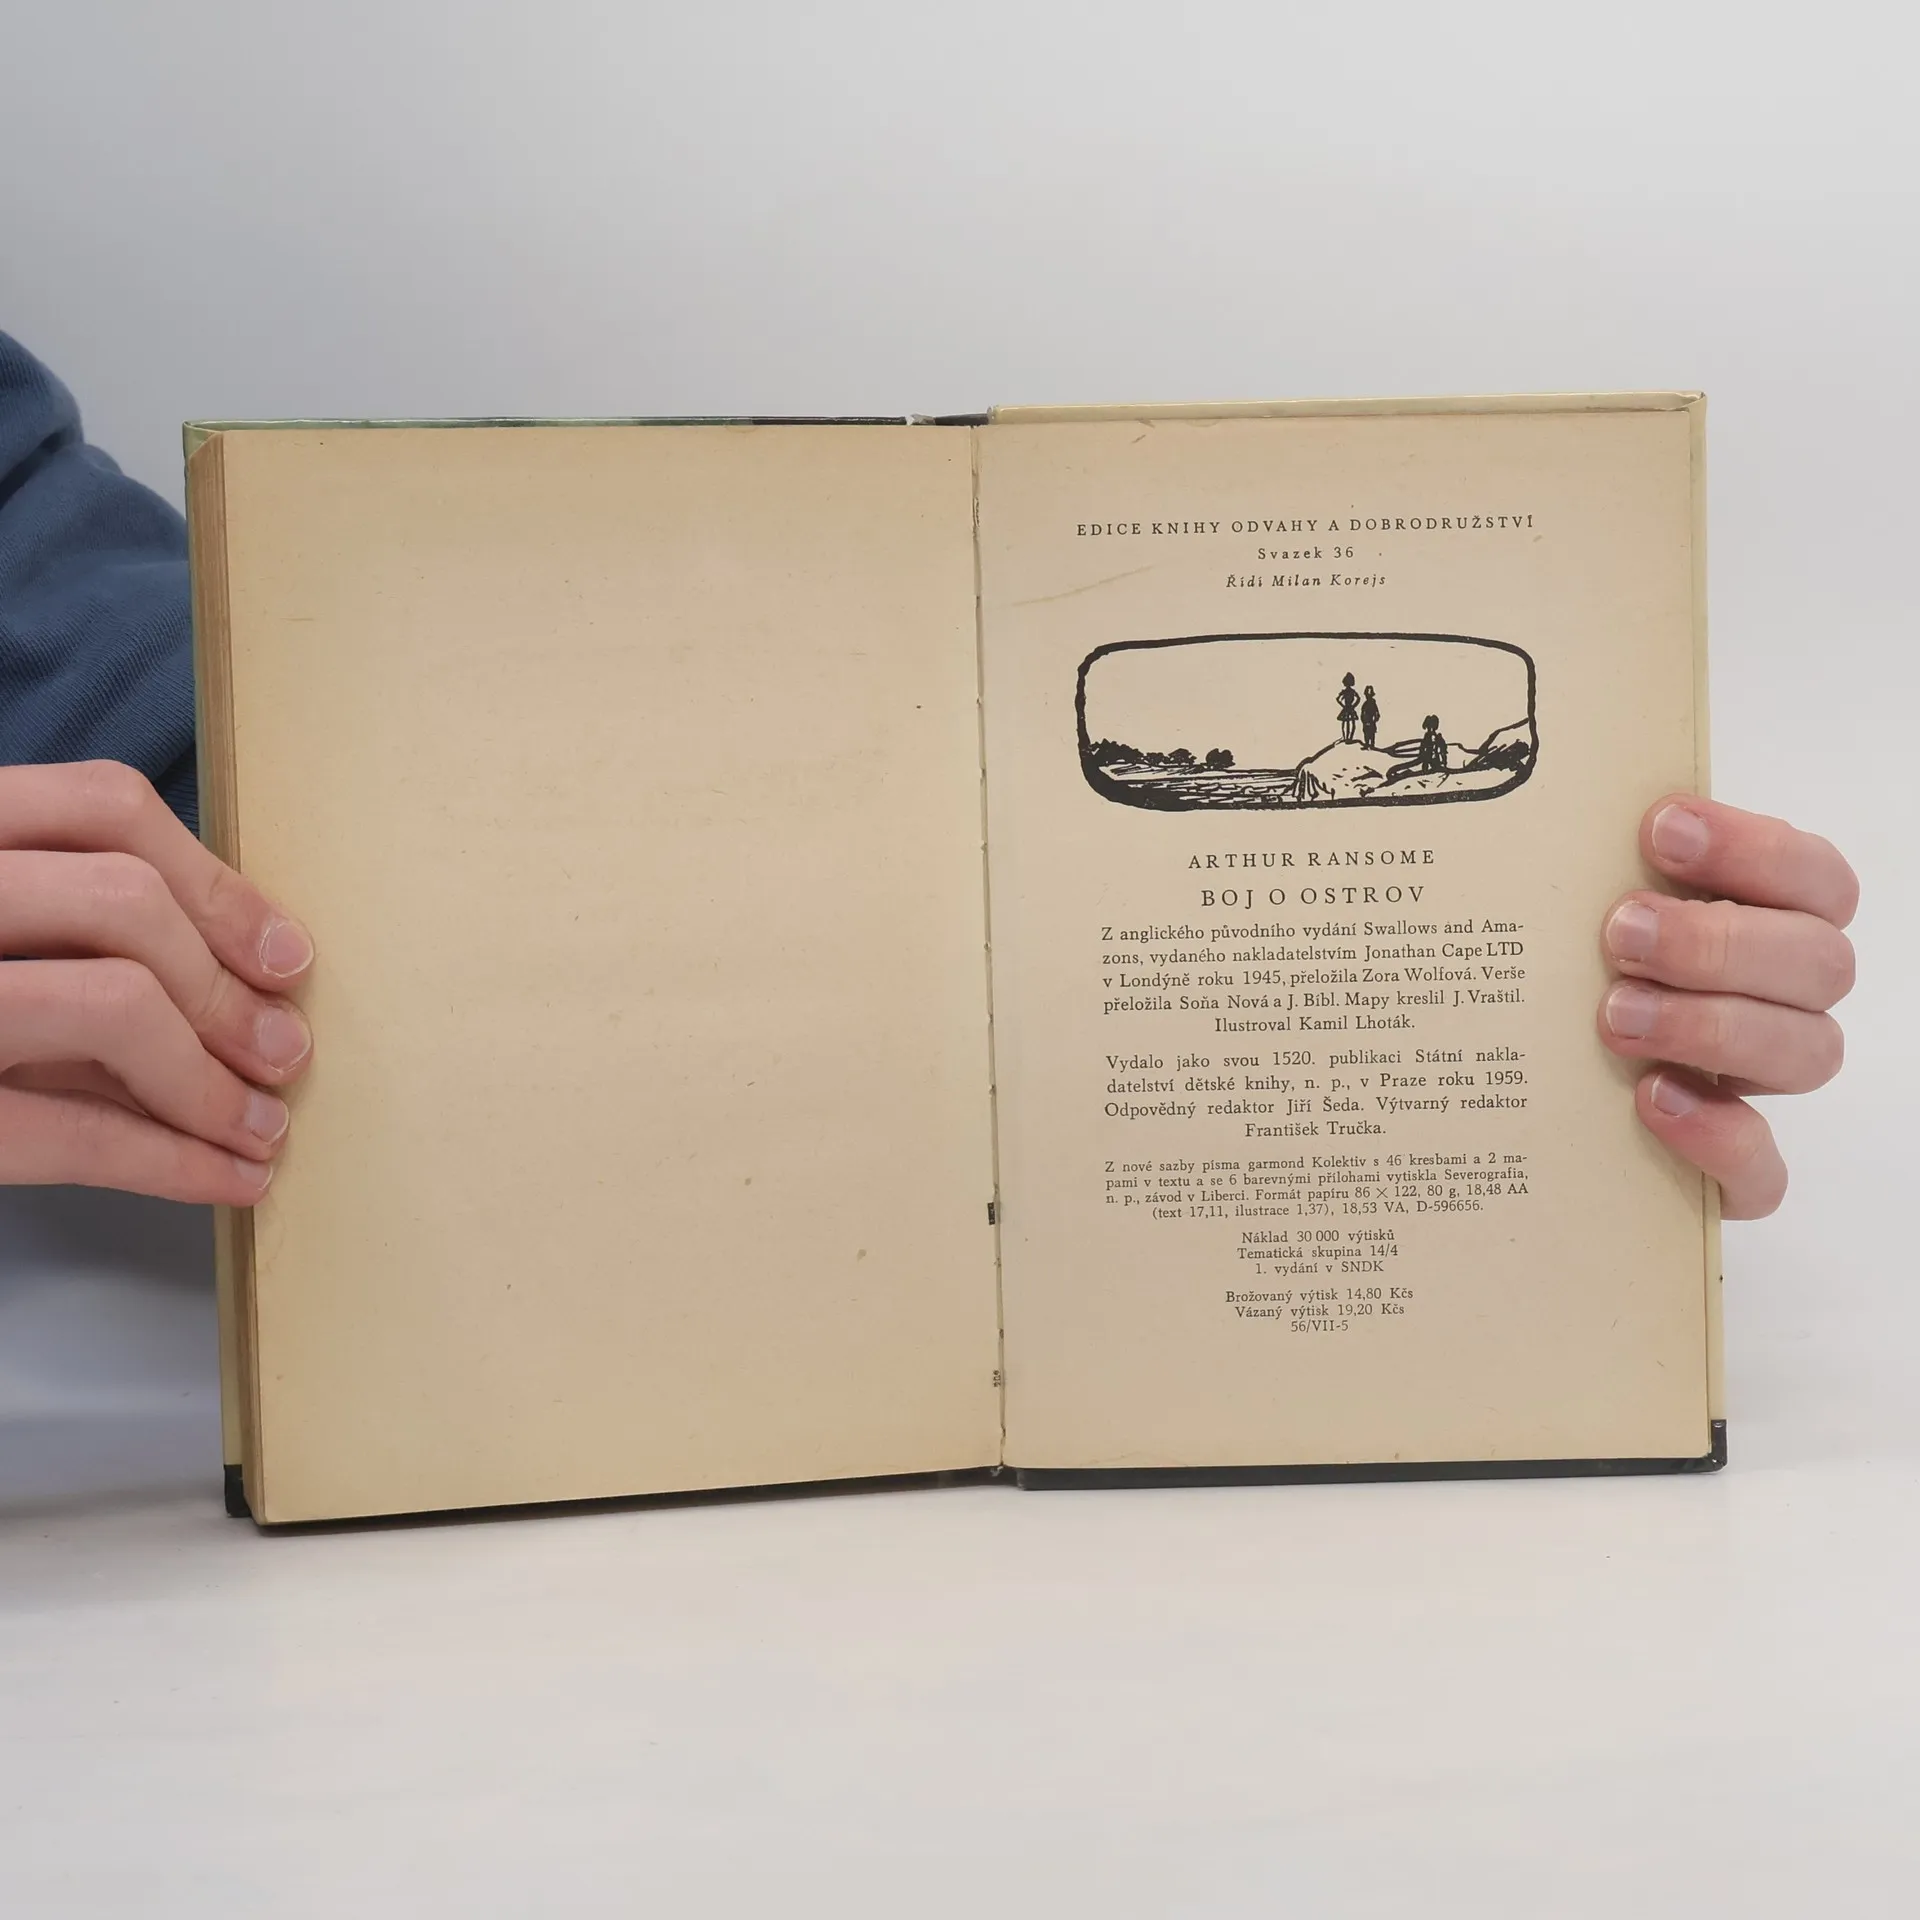 EDICE KNIHY ODVAHY A DOBRODRUŽSTVÍ
Svazek 36
Řídí Milan Korejs
ARTHUR RANSOME
BOJ O OSTROV
Z anglického původního vydání Swallows and Ama-
zons, vydaného nakladatelstvím Jonathan Cape LTD
v Londýně roku 1945, přeložila Zora Wolfová. Verše
přeložila Soňa Nová a J. Bíbl. Mapy kreslil J. Vraštil.
Ilustroval Kamil Lhoták.
Vydalo jako svou 1520. publikaci Státní nakla-
datelství dětské knihy, n. p., v Praze roku 1959.
Odpovědný redaktor Jiří Šeda. Výtvarný redaktor
František Tručka.
Z nové sazby písma garmond Kolektiv s 46 kresbami a 2 ma-
pami v textu a se 6 barevnými přílohami vytiskla Severografia,
n. p., závod v Liberci. Formát papíru 86 × 122, 80 g, 18,48 AA
(text 17,11, ilustrace 1,37), 18,53 VA, D-596656.
Náklad 30 000 výtisků
Tematická skupina 14/4
1. vydání v SNDK
Brožovaný výtisk 14,80 Kčs
Vázaný výtisk 19,20 Kčs
56/VII-5